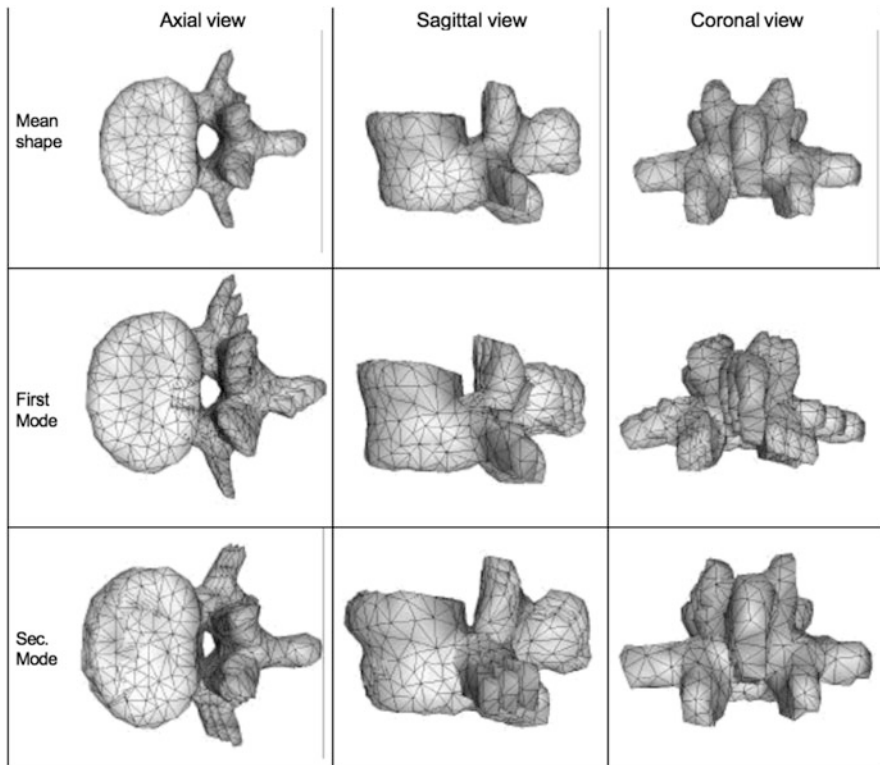 Axial view
Sagittal view
Coronal view
Mean
shape
First
Mode
Sec.
Mode